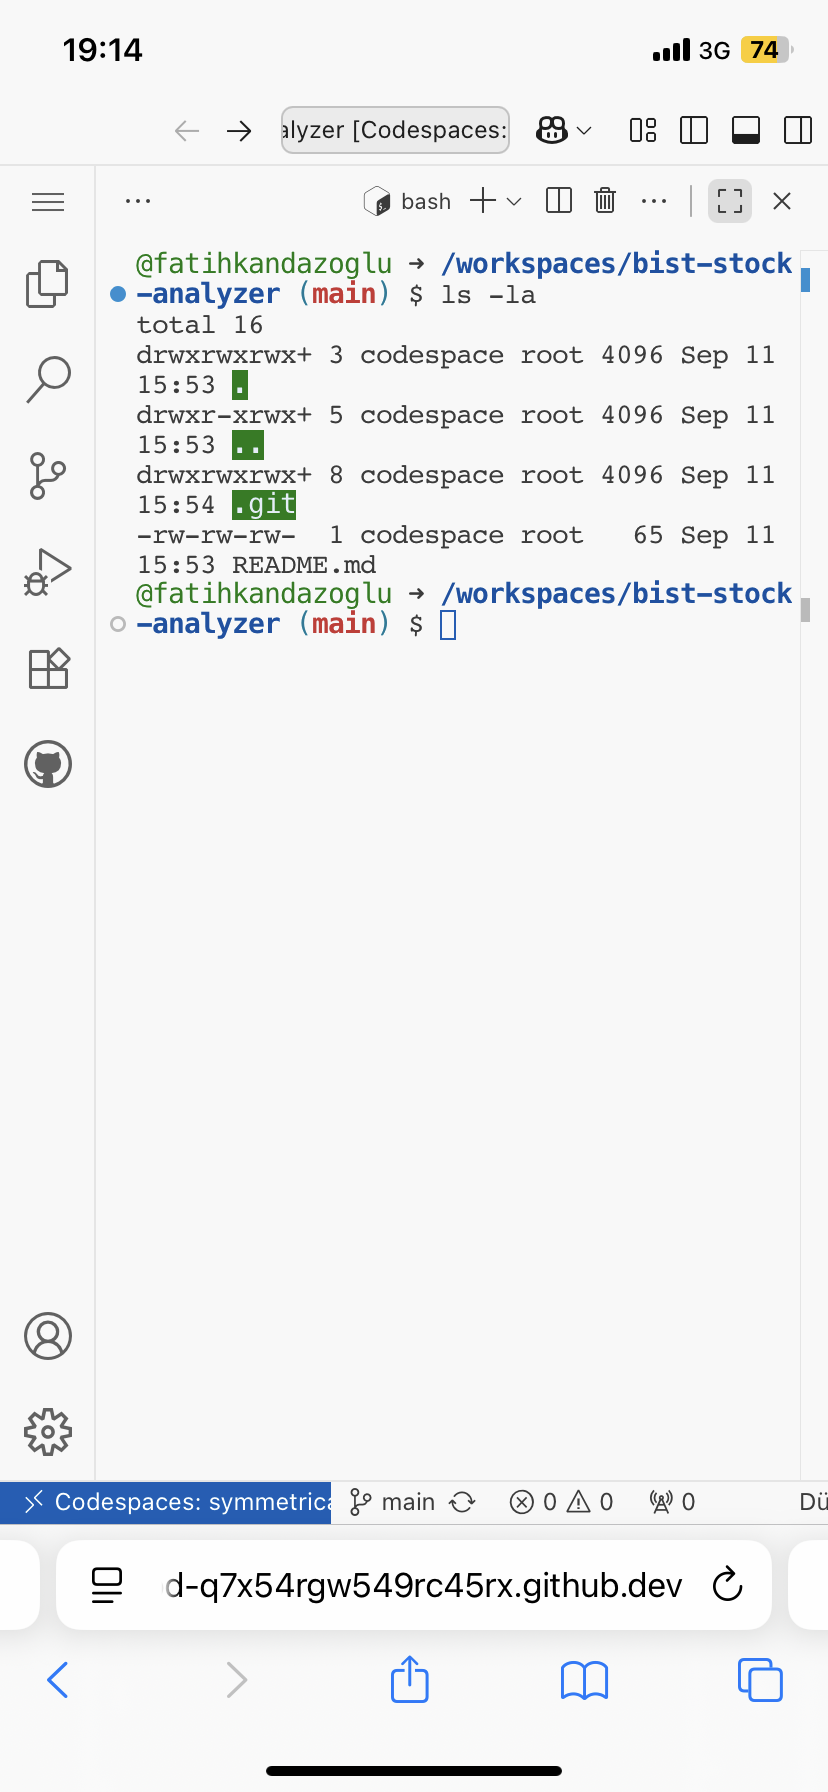 19:14
3G
74
alyzer [Codespaces:
bash
@fatihkandazoglu → /workspaces/bist-stock
-analyzer (main) $ ls -la
total 16
drwxrwxrwx+ 3 codespace root 4096 Sep 11
15:53 .
drwxr-xrwx+ 5 codespace root 4096 Sep 11
15:53 ..
drwxrwxrwx+ 8 codespace root 4096 Sep 11
15:54 .git
-rw-rw-rw-  1 codespace root   65 Sep 11
15:53 README.md
@fatihkandazoglu → /workspaces/bist-stock
-analyzer (main) $
Codespaces: symmetrica main 0 0 0 Dü
d-q7x54rgw549rc45rx.github.dev